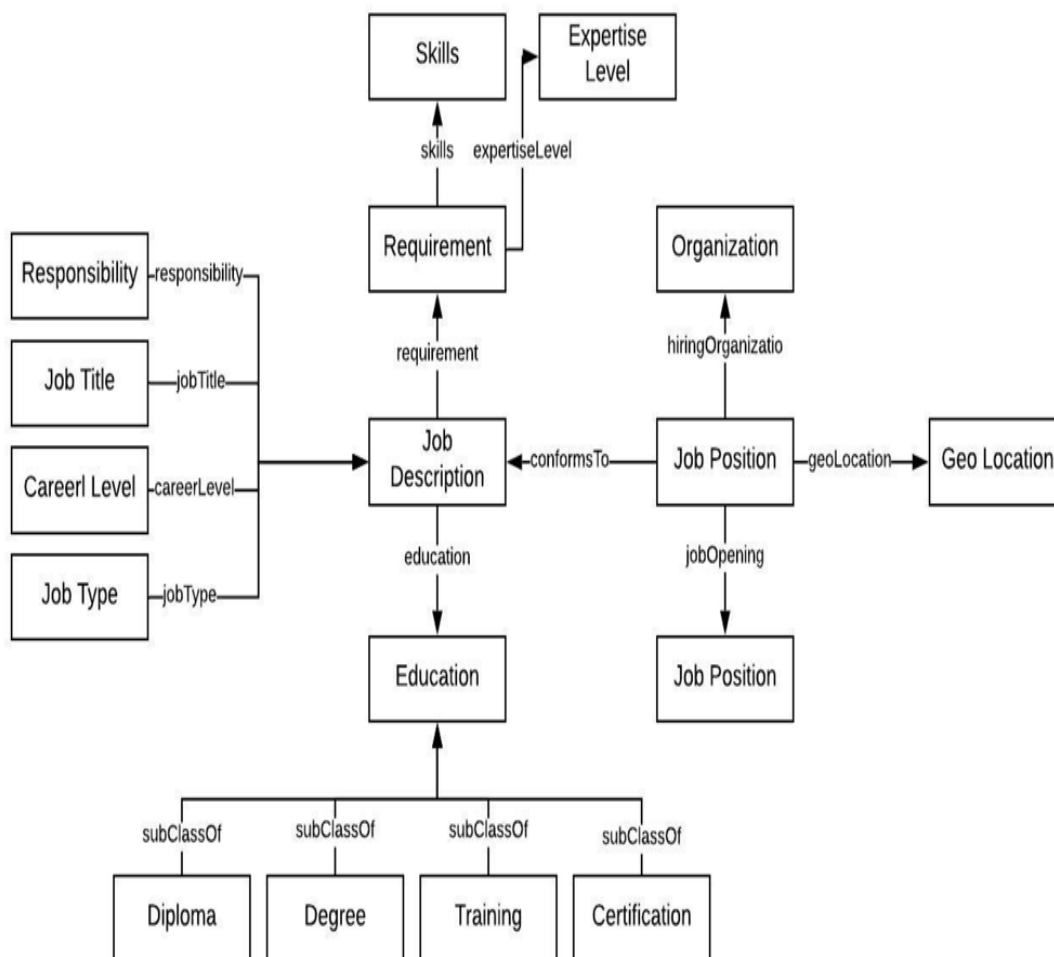 Skills
Expertise
Level
skills
expertiseLevel
Requirement
Organization
Responsibility
responsibility
requirement
hiringOrganizatio
Job Title
jobTitle
Job
Description
conformsTo
Job Position
geoLocation
Geo Location
Careerl Level
careerLevel
education
jobOpening
Job Type
jobType
Education
Job Position
subClassOf
subClassOf
subClassOf
subClassOf
Diploma
Degree
Training
Certification